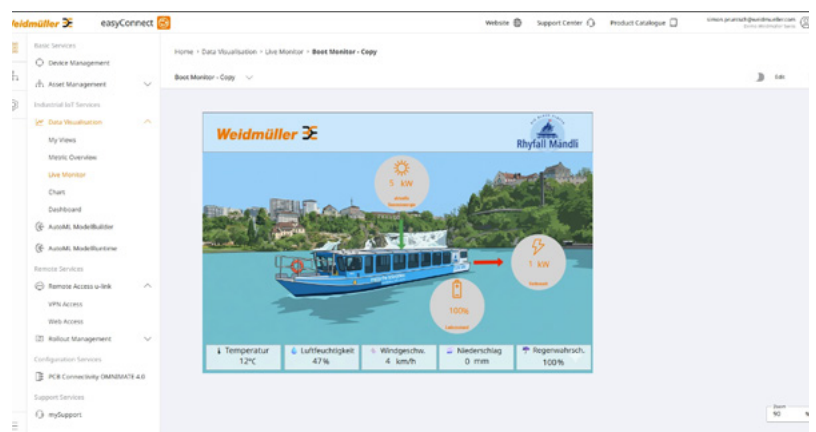 Weidmüller
easyConnect
Website
Support Center
Product Catalogue
Basic Services
Device Management
Asset Management
Industrial IoT Services
Data Visualisation
My Views
Metric Overview
Live Monitor
Chart
Dashboard
AutoML ModelBuilder
AutoML ModelRuntime
Remote Services
Remote Access u-link
VPN Access
Web Access
Rollout Management
Configuration Services
PCB Connectivity OMNIMATE 4.0
Support Services
mySupport
Home • Data Visualisation • Live Monitor • Boot Monitor - Copy
Boot Monitor - Copy
Edit
Weidmüller
Rhyfall Mändli
5 kW
1 kW
100%
Temperatur
12°C
Luftfeuchtigkeit
47%
Windgeschw.
4 km/h
Niederschlag
0 mm
Regenwahrsch.
100%
Zoom
90 %